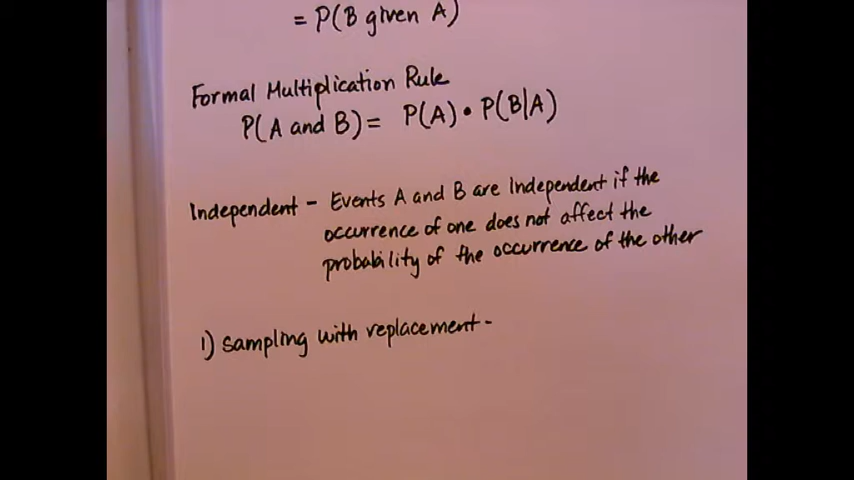 = P(B given A)
Formal Multiplication Rule
P(A and B) = P(A) • P(B|A)
Independent - Events A and B are independent if the
occurrence of one does not affect the
probability of the occurrence of the other
1) Sampling with replacement -